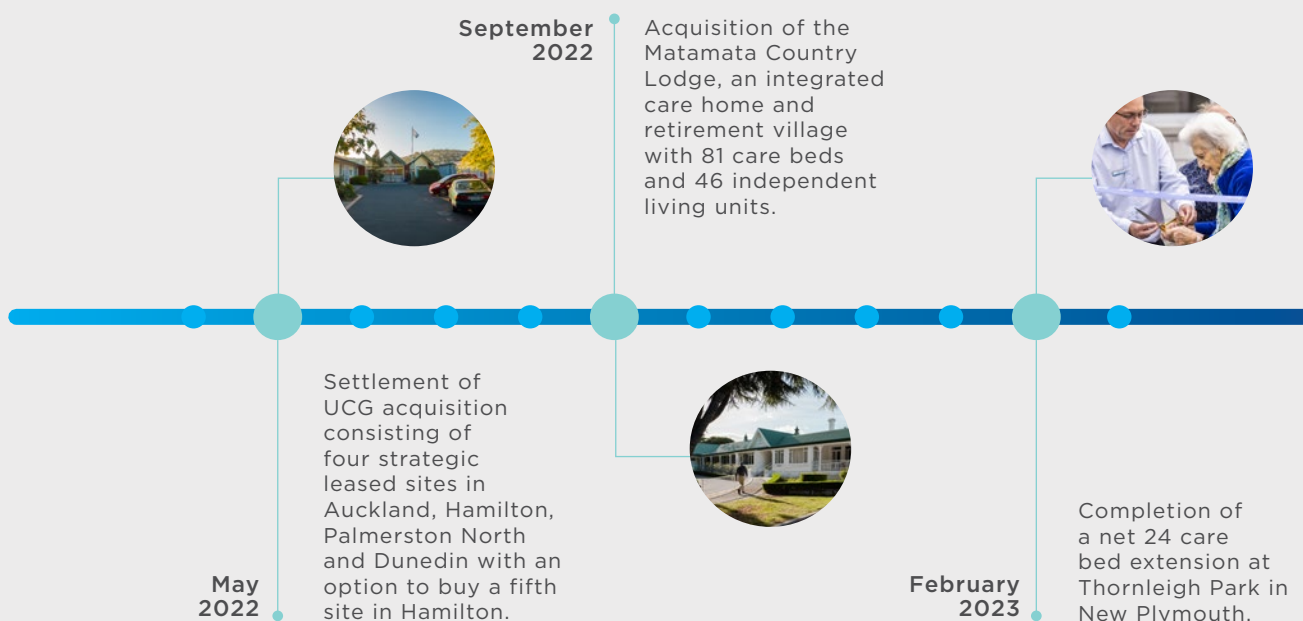 September
2022
Acquisition of the
Matamata Country
Lodge, an integrated
care home and
retirement village
with 81 care beds
and 46 independent
living units.
May
2022
Settlement of
UCG acquisition
consisting of
four strategic
leased sites in
Auckland, Hamilton,
Palmerston North
and Dunedin with an
option to buy a fifth
site in Hamilton.
February
2023
Completion of
a net 24 care
bed extension at
Thornleigh Park in
New Plymouth.